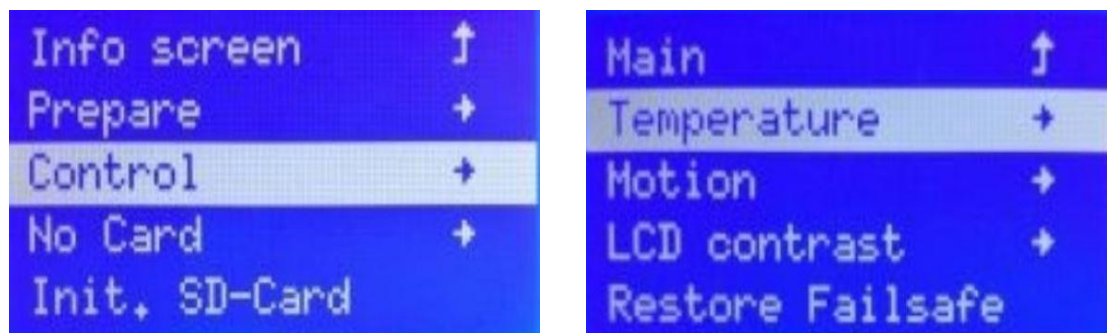 Info screen
Prepare
Control
No Card
Init. SD-Card
Main
Temperature
Motion
LCD contrast
Restore Failsafe